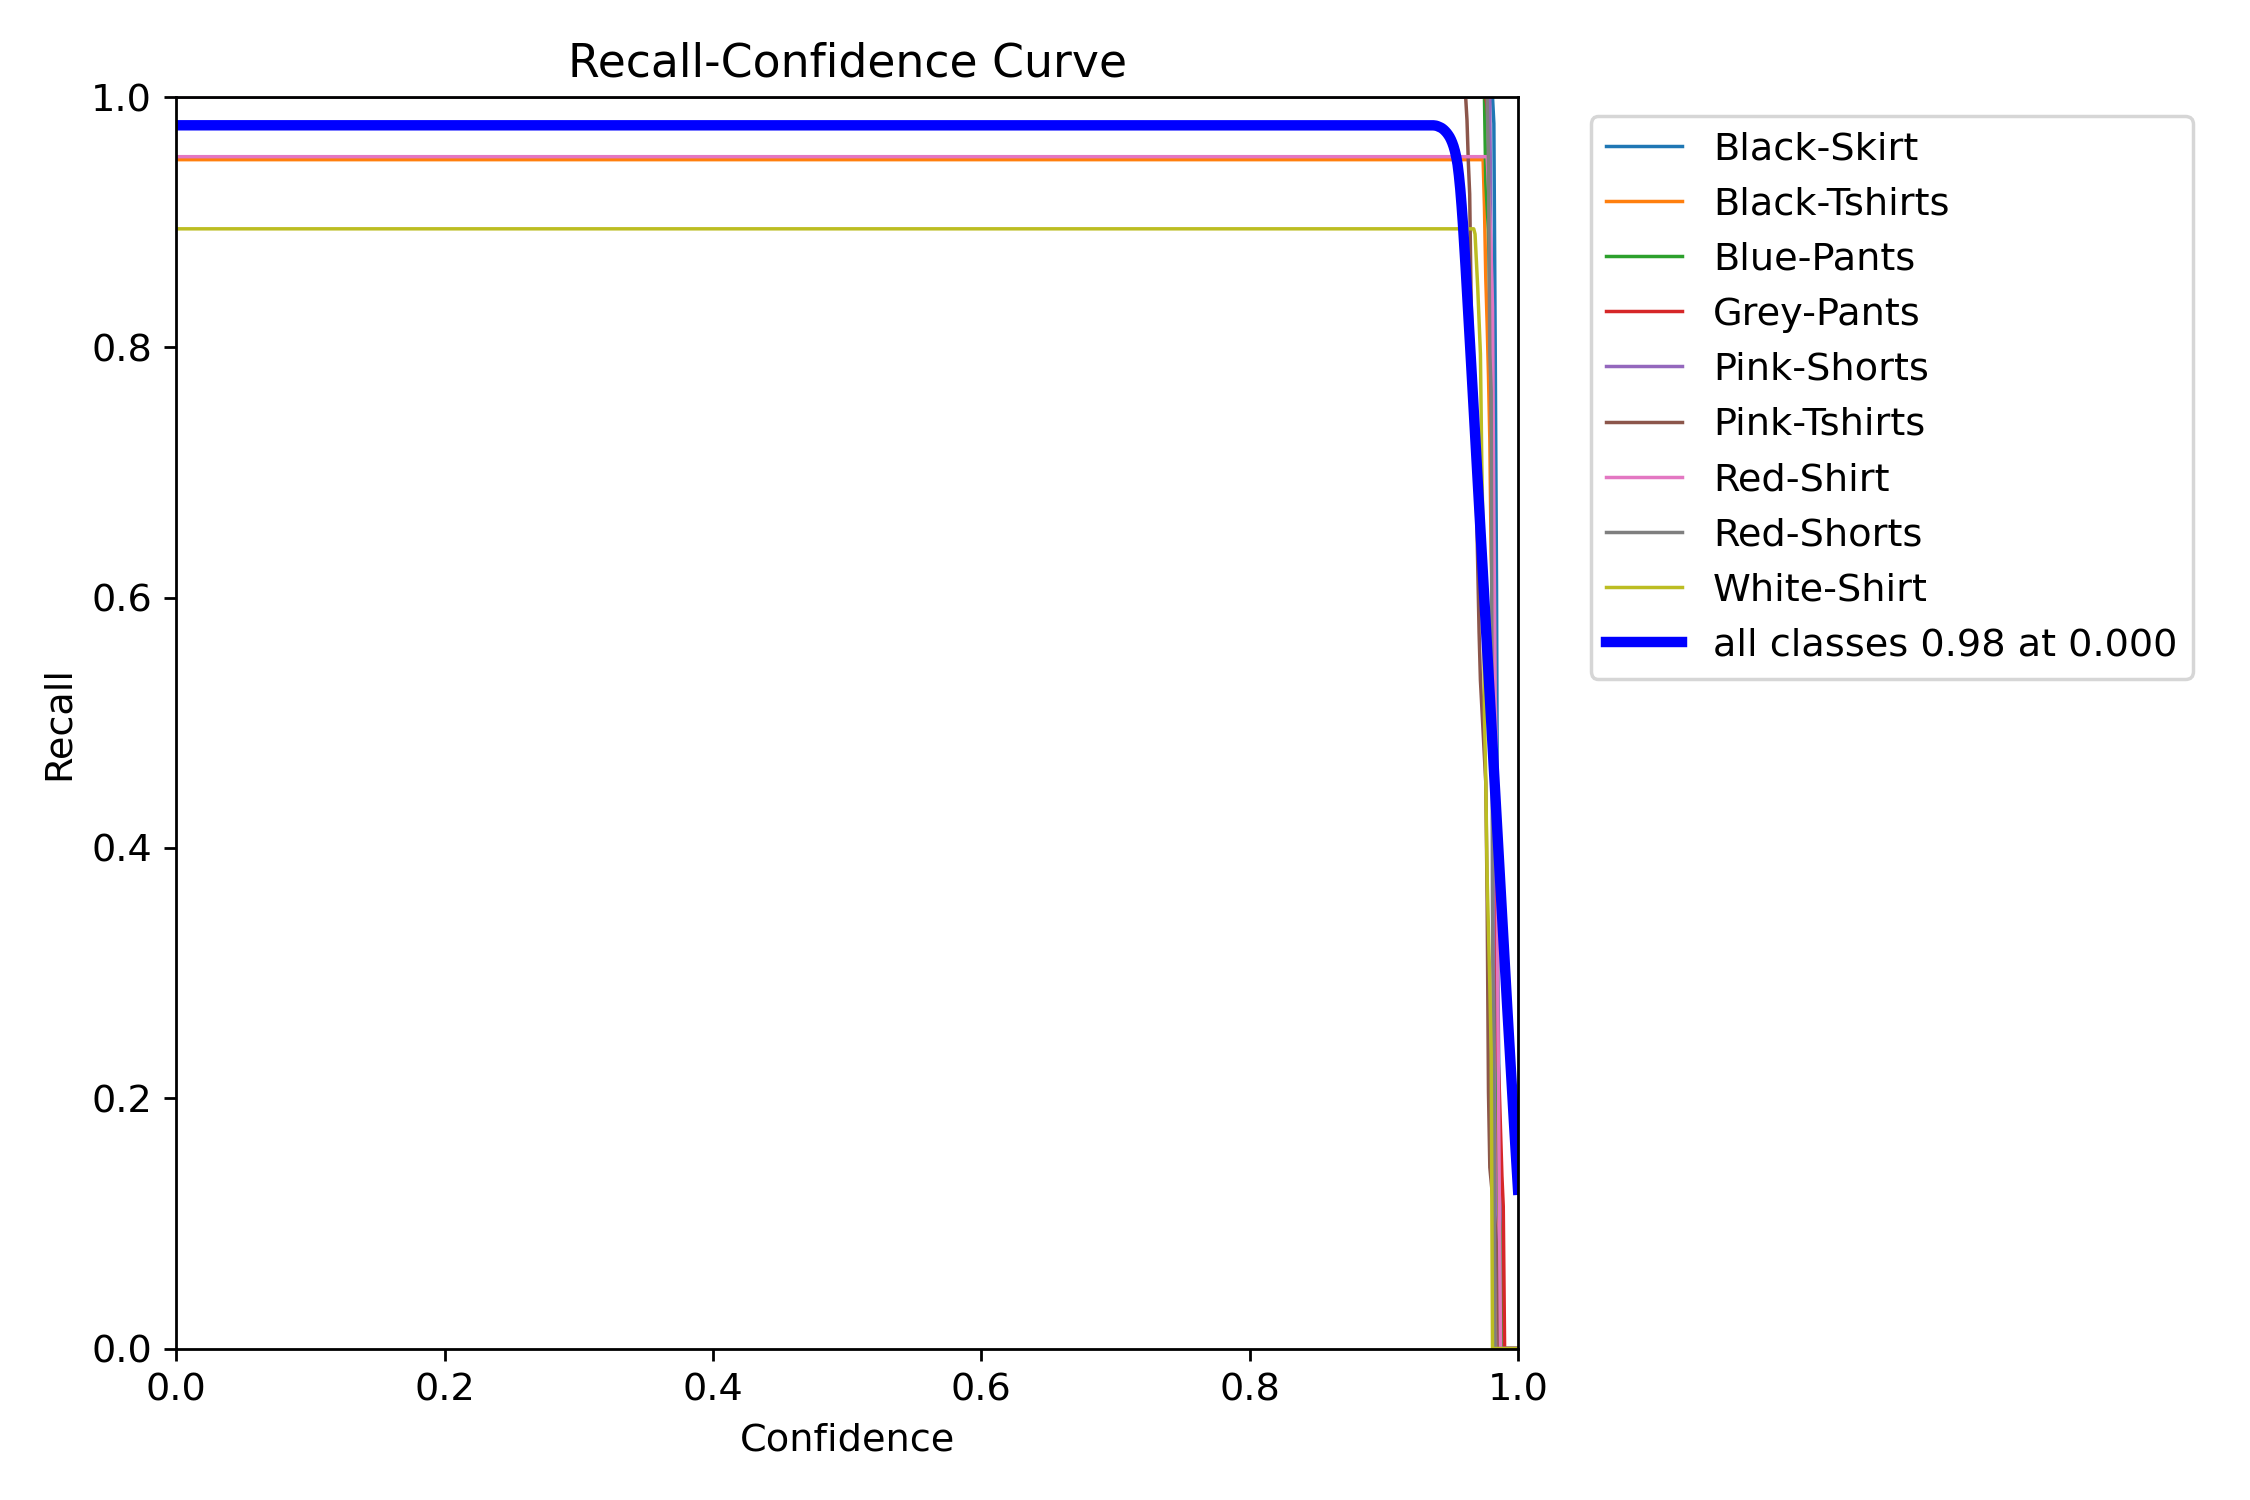 Recall-Confidence Curve
1.0
0.8
0.6
0.4
0.2
0.0
Recall
0.0
0.2
0.4
0.6
0.8
1.0
Confidence
Black-Skirt
Black-Tshirts
Blue-Pants
Grey-Pants
Pink-Shorts
Pink-Tshirts
Red-Shirt
Red-Shorts
White-Shirt
all classes 0.98 at 0.000